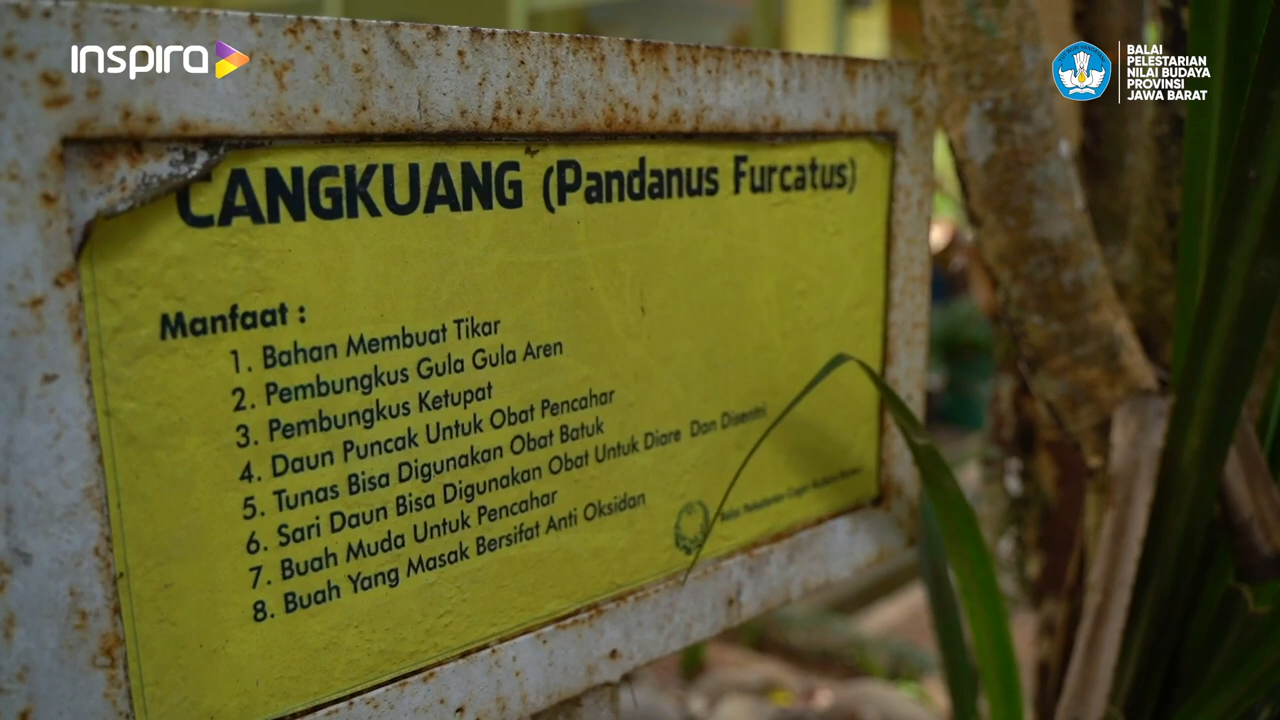 inspira
BALAI
PELESTARIAN
NILAI BUDAYA
PROVINSI
JAWA BARAT
CANGKUANG (Pandanus Furcatus)
Manfaat :
1. Bahan Membuat Tikar
2. Pembungkus Gula Gula Aren
3. Pembungkus Ketupat
4. Daun Puncak Untuk Obat Pencahar
5. Tunas Bisa Digunakan Obat Batuk
6. Sari Daun Bisa Digunakan Obat Untuk Diare Dan Disentri
7. Buah Muda Untuk Pencahar
8. Buah Yang Masak Bersifat Anti Oksidan